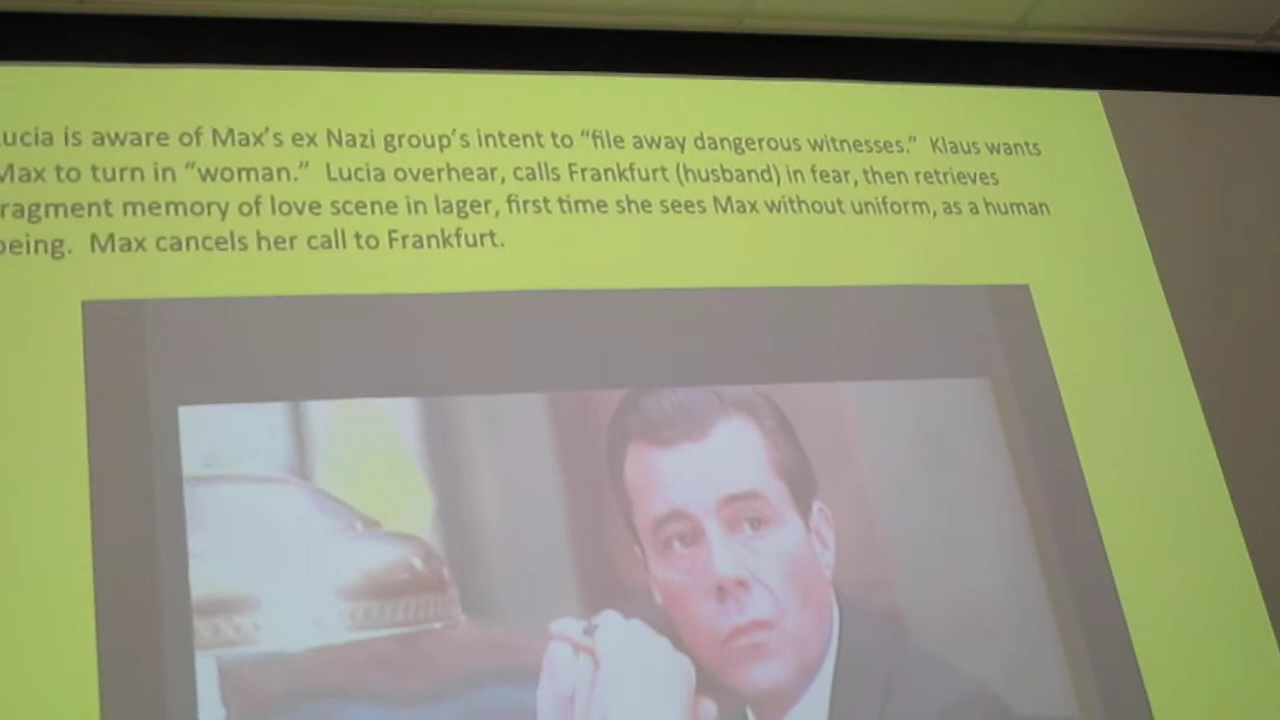 ucia is aware of Max's ex Nazi group's intent to "file away dangerous witnesses." Klaus wants
Max to turn in "woman." Lucia overhear, calls Frankfurt (husband) in fear, then retrieves
ragment memory of love scene in lager, first time she sees Max without uniform, as a human
being. Max cancels her call to Frankfurt.